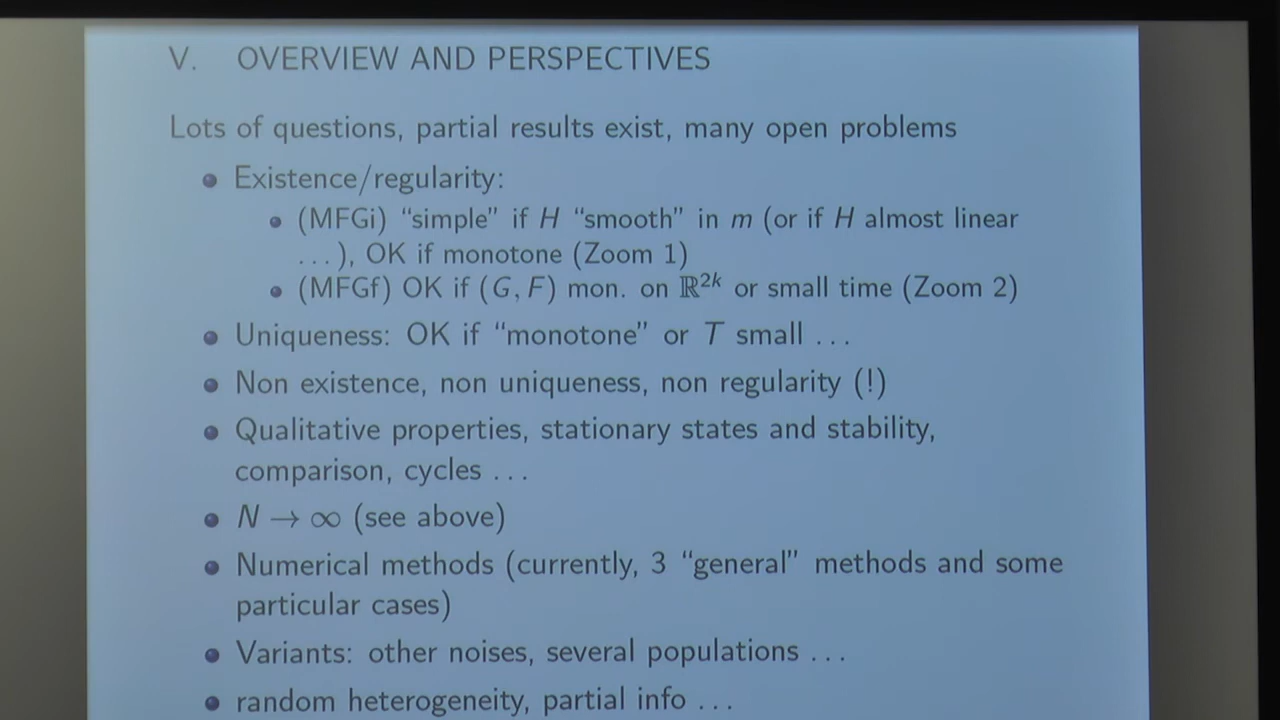 V. OVERVIEW AND PERSPECTIVES
Lots of questions, partial results exist, many open problems
• Existence/regularity:
• (MFGi) “simple” if H “smooth” in m (or if H almost linear
...), OK if monotone (Zoom 1)
• (MFGf) OK if (G, F) mon. on ℝ²ᵏ or small time (Zoom 2)
• Uniqueness: OK if “monotone” or T small ...
• Non existence, non uniqueness, non regularity (!)
• Qualitative properties, stationary states and stability,
comparison, cycles ...
• N → ∞ (see above)
• Numerical methods (currently, 3 “general” methods and some
particular cases)
• Variants: other noises, several populations ...
• random heterogeneity, partial info ...